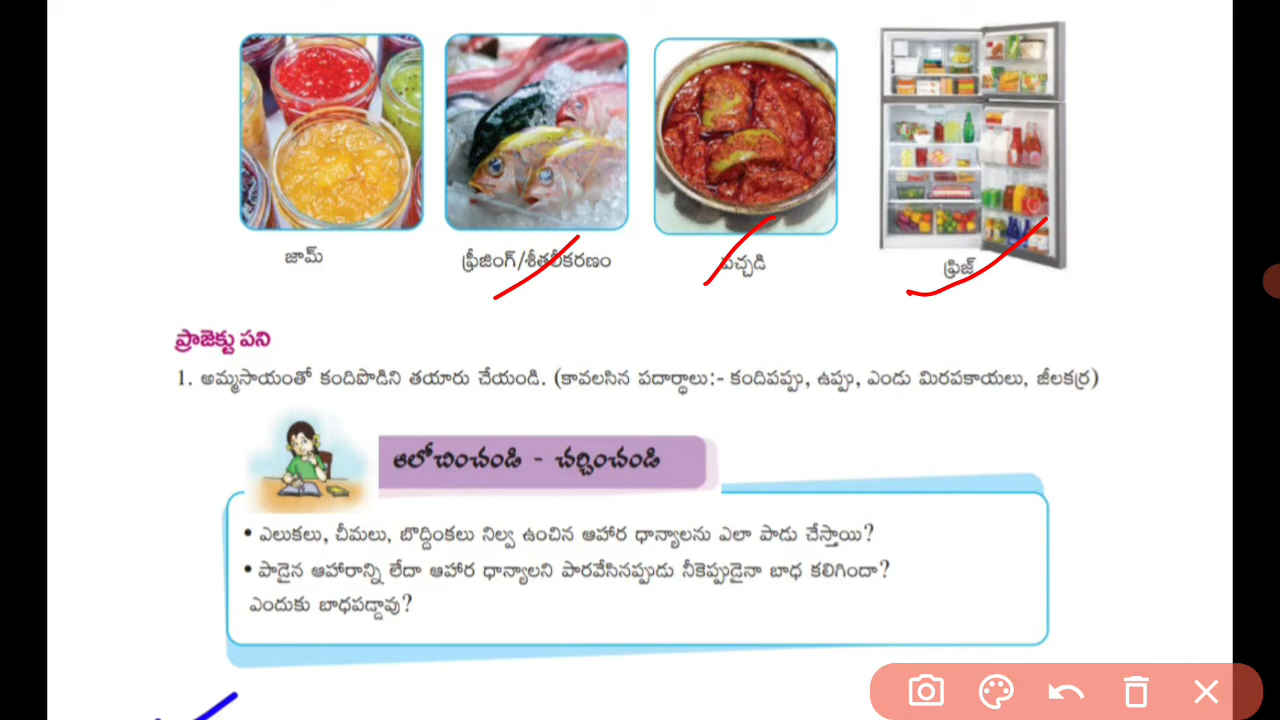 జామ్
ఫ్రీజింగ్/శీతలీకరణం
పచ్చడి
ఫ్రిజ్
ప్రాజెక్టు పని
1. అమ్మసాయంతో కందిపొడిని తయారు చేయండి. (కావలసిన పదార్థాలు:- కందిపప్పు, ఉప్పు, ఎండు మిరపకాయలు, జీలకర్ర)
ఆలోచించండి - చర్చించండి
• ఎలుకలు, చీమలు, బొద్దింకలు నిల్వ ఉంచిన ఆహార ధాన్యాలను ఎలా పాడు చేస్తాయి?
• పాడైన ఆహారాన్ని లేదా ఆహార ధాన్యాలని పారవేసినప్పుడు నీకెప్పుడైనా బాధ కలిగిందా?
ఎందుకు బాధపడ్డావు?